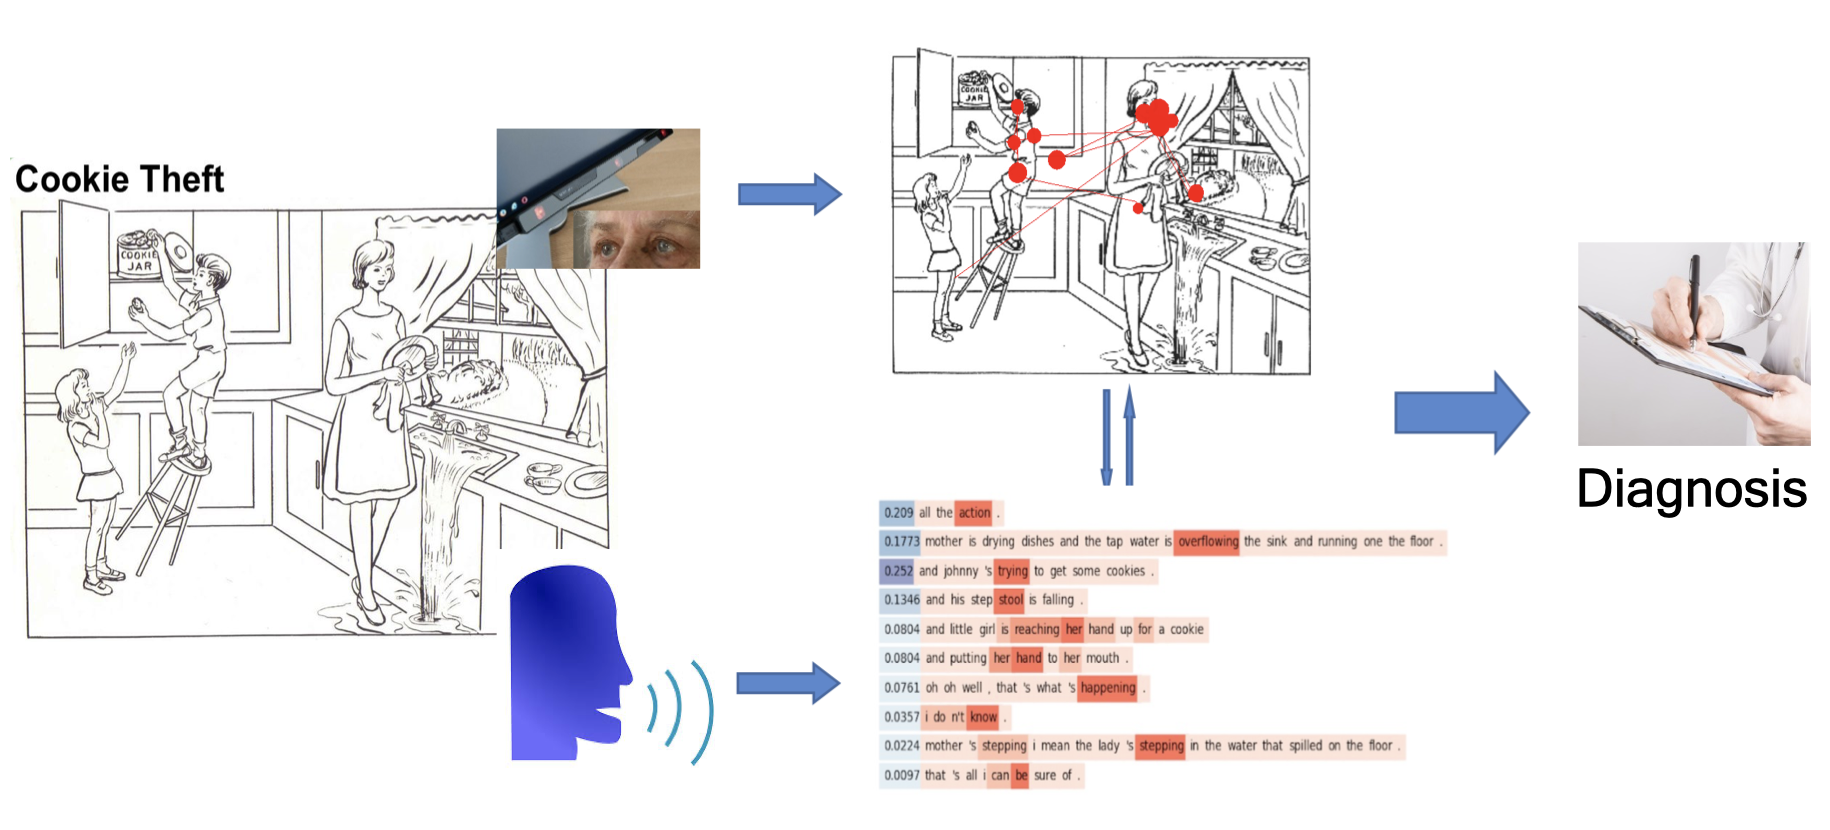 Cookie Theft
COOKIE
JAR
COOKIE
JAR
0.209 all the action .
0.1773 mother is drying dishes and the tap water is overflowing the sink and running one the floor .
0.252 and johnny 's trying to get some cookies .
0.1346 and his step stool is falling .
0.0804 and little girl is reaching her hand up for a cookie
0.0804 and putting her hand to her mouth .
0.0761 oh oh well , that 's what 's happening .
0.0357 i do n't know .
0.0224 mother 's stepping i mean the lady 's stepping in the water that spilled on the floor .
0.0097 that 's all i can be sure of .
Diagnosis